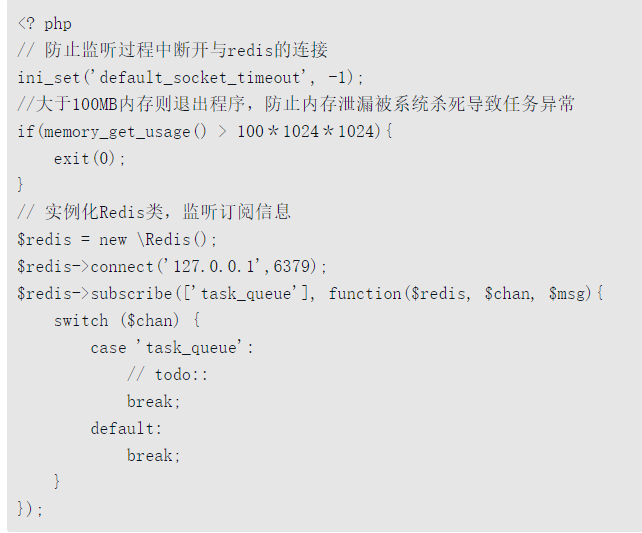 <? php
// 防止监听过程中断开与redis的连接
ini_set('default_socket_timeout', -1);
//大于100MB内存则退出程序，防止内存泄漏被系统杀死导致任务异常
if(memory_get_usage() > 100＊1024＊1024){
    exit(0);
}
// 实例化Redis类，监听订阅信息
$redis = new \Redis();
$redis->connect('127.0.0.1',6379);
$redis->subscribe(['task_queue'], function($redis, $chan, $msg){
    switch ($chan) {
        case 'task_queue':
            // todo::
            break;
        default:
            break;
    }
});